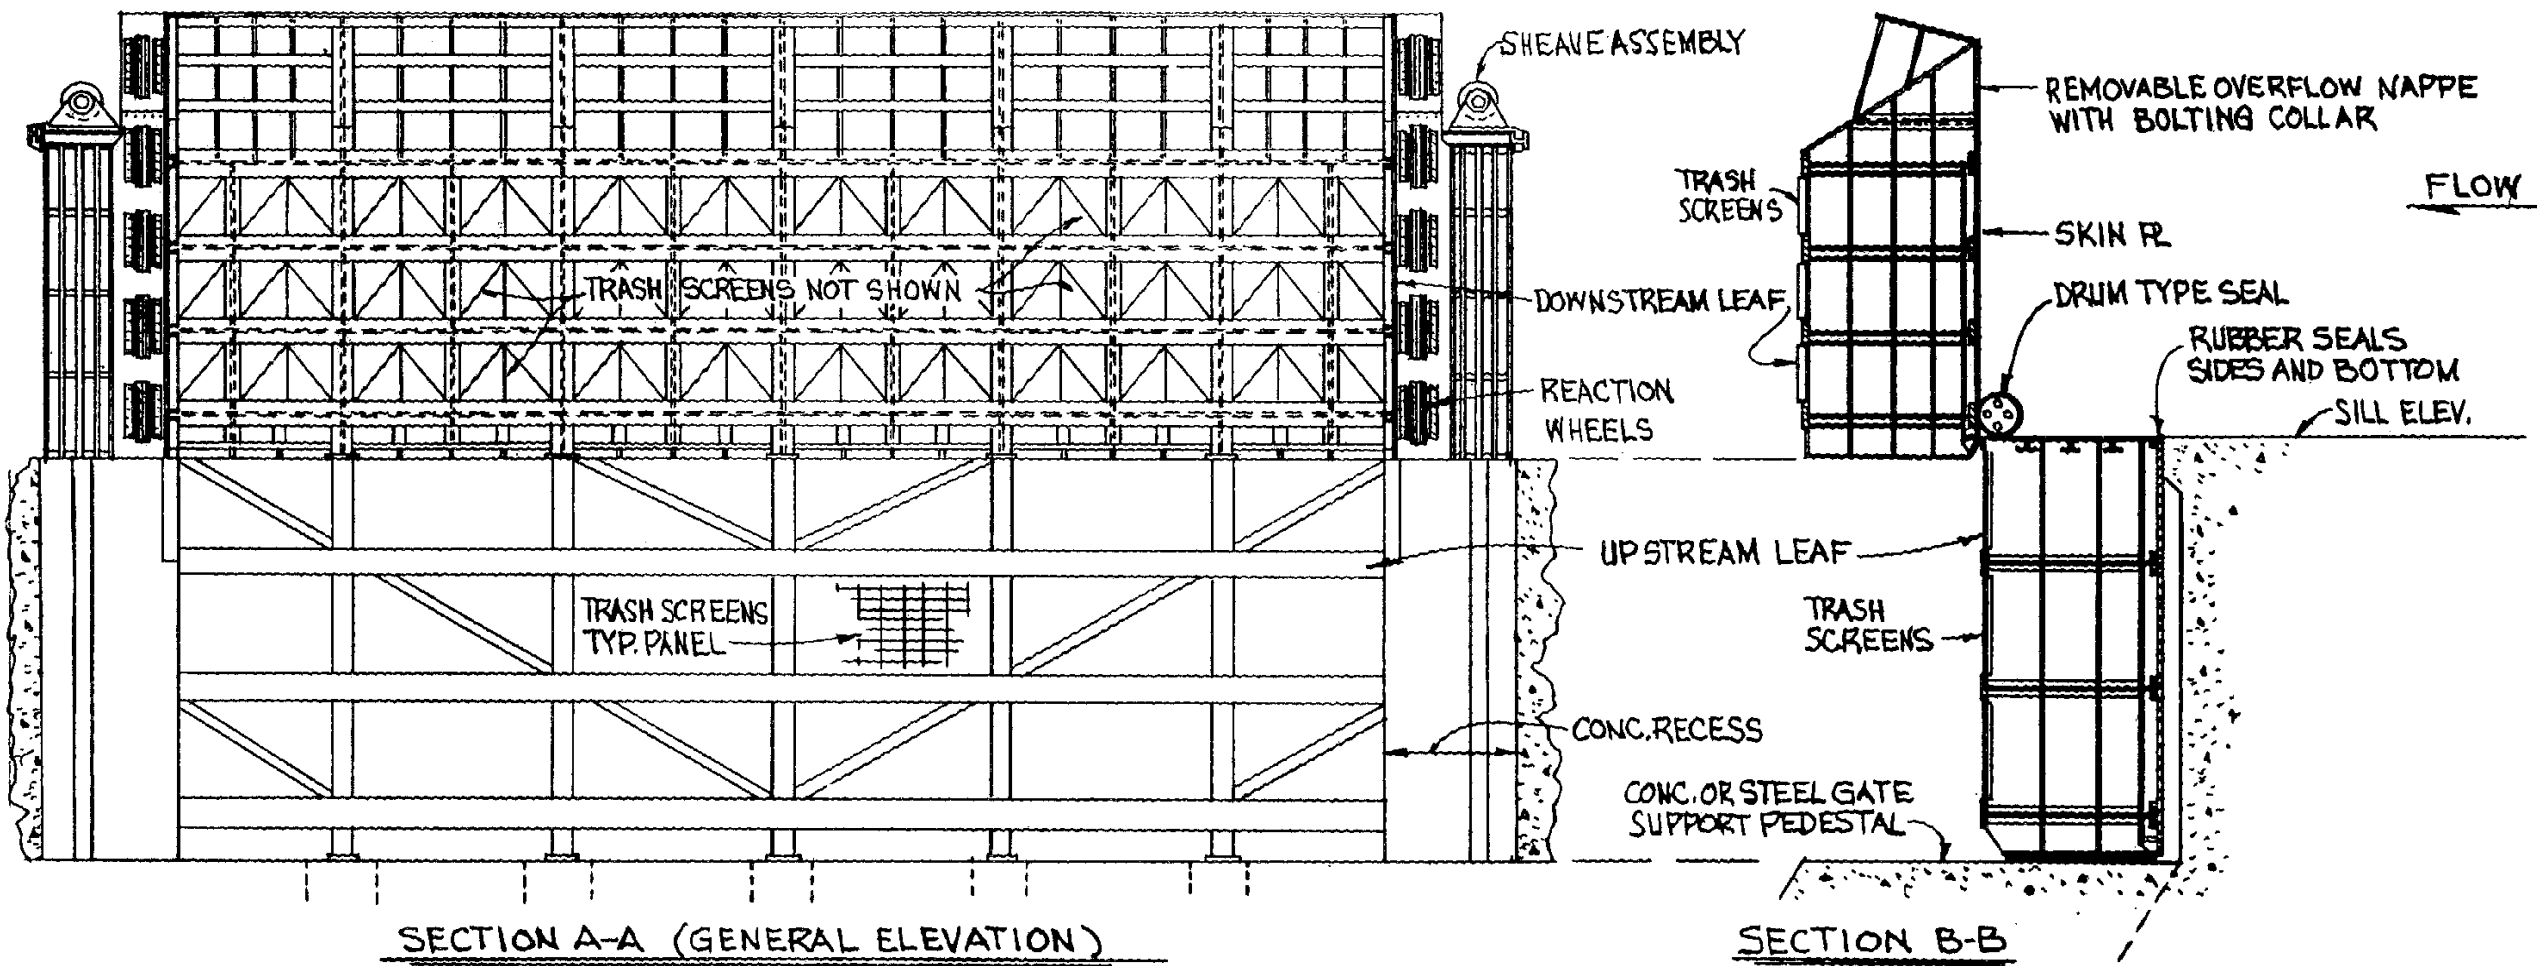 SHEAVE ASSEMBLY
REMOVABLE OVERFLOW NAPPE
WITH BOLTING COLLAR
TRASH
SCREENS
FLOW
SKIN PL
TRASH SCREENS NOT SHOWN
DOWNSTREAM LEAF
DRUM TYPE SEAL
RUBBER SEALS
SIDES AND BOTTOM
REACTION
WHEELS
SILL ELEV.
UPSTREAM LEAF
TRASH SCREENS
TYP. PANEL
TRASH
SCREENS
CONC. RECESS
CONC. OR STEEL GATE
SUPPORT PEDESTAL
SECTION A-A (GENERAL ELEVATION)
SECTION B-B